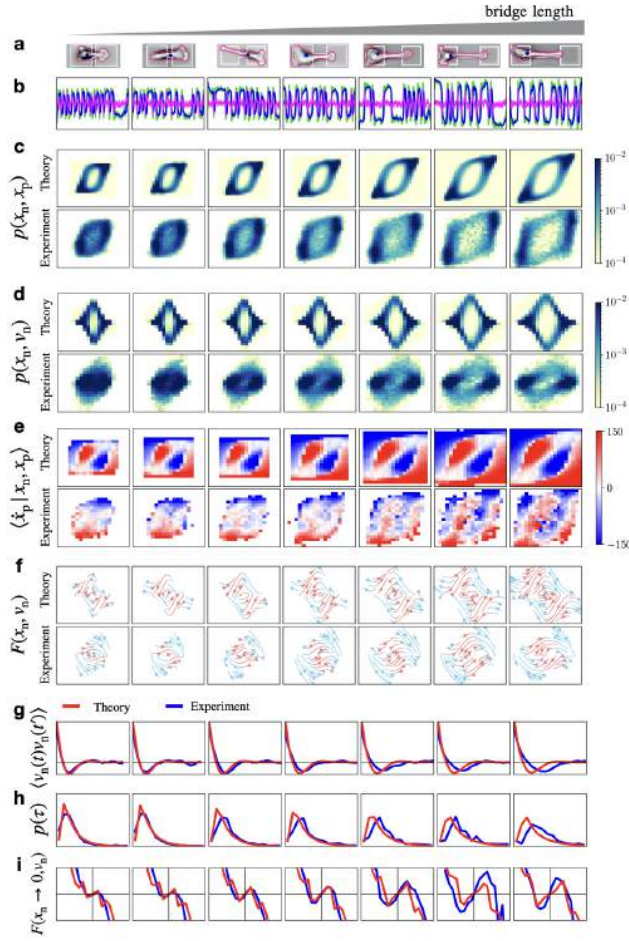 bridge length
a
b
c
p(xₙ, xₚ)
Theory
Experiment
10⁻²
10⁻³
10⁻⁴
d
p(xₙ, vₙ)
Theory
Experiment
10⁻²
10⁻³
10⁻⁴
e
⟨ẋₚ | xₙ, xₚ⟩
Theory
Experiment
150
0
−150
f
F(xₙ, vₙ)
Theory
Experiment
g
Theory
Experiment
⟨vₙ(t)vₙ(t′)⟩
h
p(τ)
i
F(xₙ → 0,vₙ)